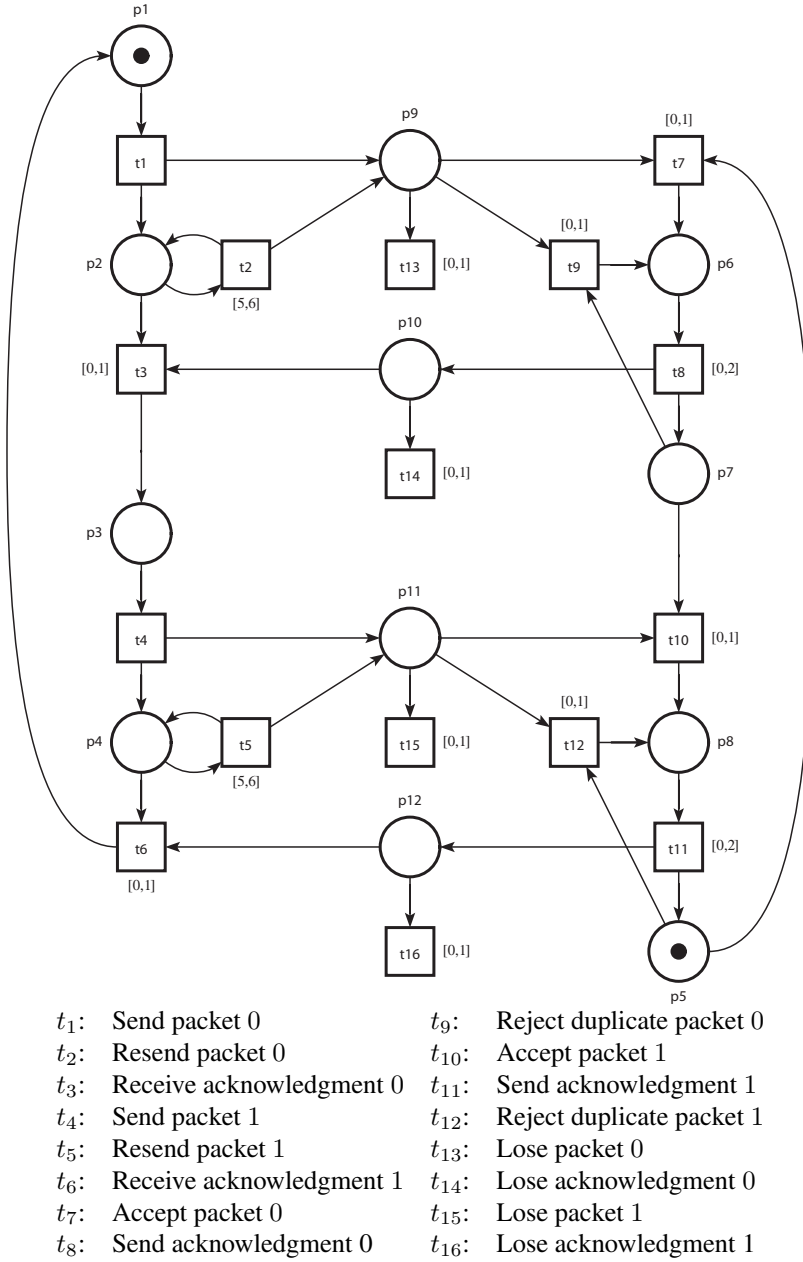 p1
p9
[0,1]
t1
t7
[0,1]
p2
t2
t13
[0,1]
t9
p6
[5,6]
p10
[0,1]
t3
t8
[0,2]
t14
[0,1]
p7
p3
p11
t4
t10
[0,1]
[0,1]
p4
t5
t15
[0,1]
t12
p8
[5,6]
p12
t6
t11
[0,2]
[0,1]
t16
[0,1]
p5
t1: Send packet 0
t2: Resend packet 0
t3: Receive acknowledgment 0
t4: Send packet 1
t5: Resend packet 1
t6: Receive acknowledgment 1
t7: Accept packet 0
t8: Send acknowledgment 0
t9: Reject duplicate packet 0
t10: Accept packet 1
t11: Send acknowledgment 1
t12: Reject duplicate packet 1
t13: Lose packet 0
t14: Lose acknowledgment 0
t15: Lose packet 1
t16: Lose acknowledgment 1